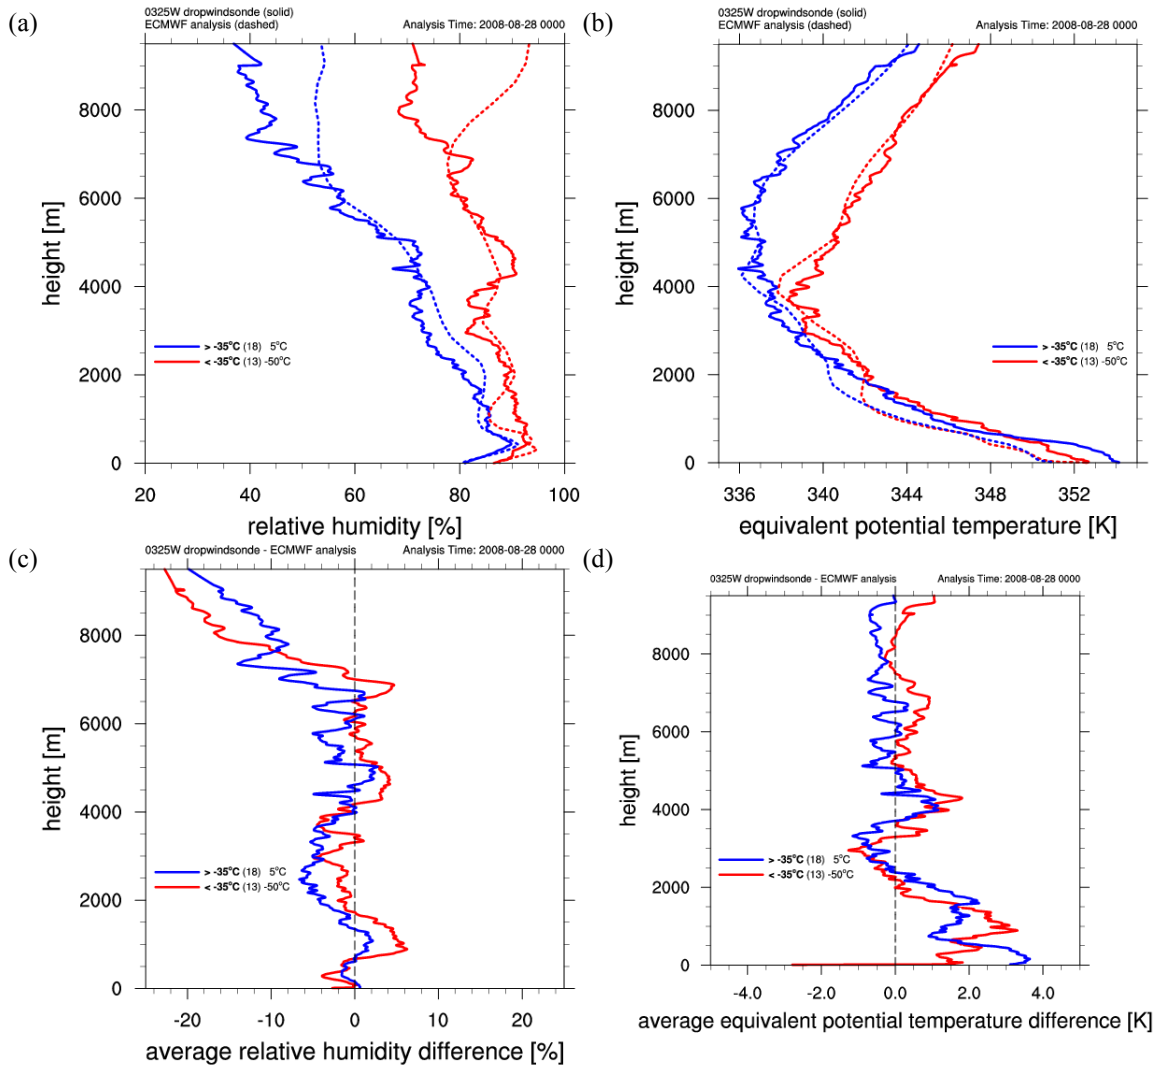 (a)
0325W dropwindsonde (solid)
ECMWF analysis (dashed)
Analysis Time: 2008-08-28 0000
height [m]
8000
6000
4000
2000
0
> -35°C (18) 5°C
< -35°C (13) -50°C
20 40 60 80 100
relative humidity [%]
(b)
0325W dropwindsonde (solid)
ECMWF analysis (dashed)
Analysis Time: 2008-08-28 0000
height [m]
8000
6000
4000
2000
0
> -35°C (18) 5°C
< -35°C (13) -50°C
336 340 344 348 352
equivalent potential temperature [K]
(c)
0325W dropwindsonde - ECMWF analysis
Analysis Time: 2008-08-28 0000
height [m]
8000
6000
4000
2000
0
> -35°C (18) 5°C
< -35°C (13) -50°C
-20 -10 0 10 20
average relative humidity difference [%]
(d)
0325W dropwindsonde - ECMWF analysis
Analysis Time: 2008-08-28 0000
height [m]
8000
6000
4000
2000
0
> -35°C (18) 5°C
< -35°C (13) -50°C
-4.0 -2.0 0.0 2.0 4.0
average equivalent potential temperature difference [K]